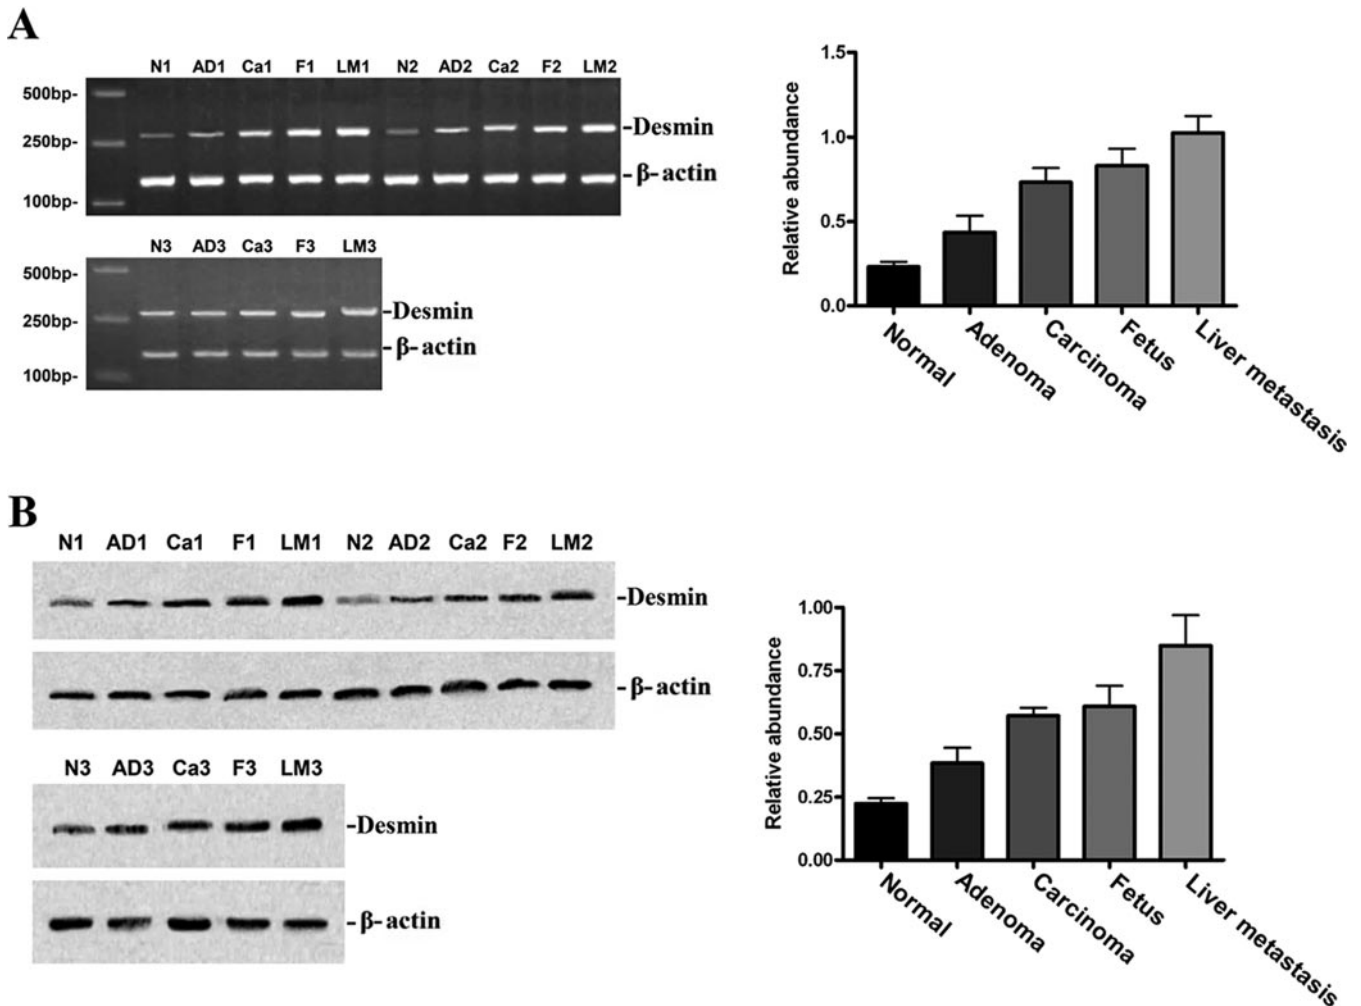 A
N1 AD1 Ca1 F1 LM1 N2 AD2 Ca2 F2 LM2
500bp-
250bp-
100bp-
-Desmin
-β-actin
N3 AD3 Ca3 F3 LM3
500bp-
250bp-
100bp-
-Desmin
-β-actin
Relative abundance
1.5
1.0
0.5
0.0
Normal
Adenoma
Carcinoma
Fetus
Liver metastasis
B
N1 AD1 Ca1 F1 LM1 N2 AD2 Ca2 F2 LM2
-Desmin
-β-actin
N3 AD3 Ca3 F3 LM3
-Desmin
-β-actin
Relative abundance
1.00
0.75
0.50
0.25
0.00
Normal
Adenoma
Carcinoma
Fetus
Liver metastasis